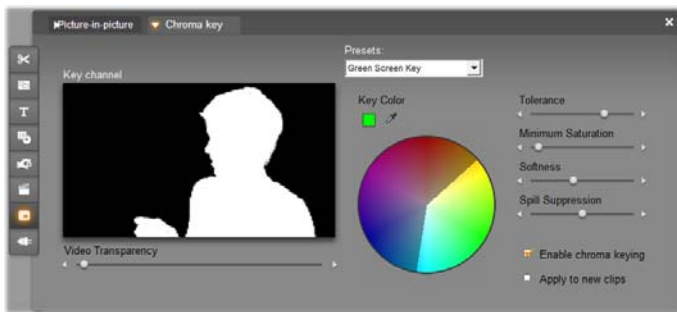 Picture-in-picture
Chroma key
Presets:
Green Screen Key
Key channel
Key Color
Tolerance
Minimum Saturation
Softness
Spill Suppression
Video Transparency
Enable chroma keying
Apply to new clips
T